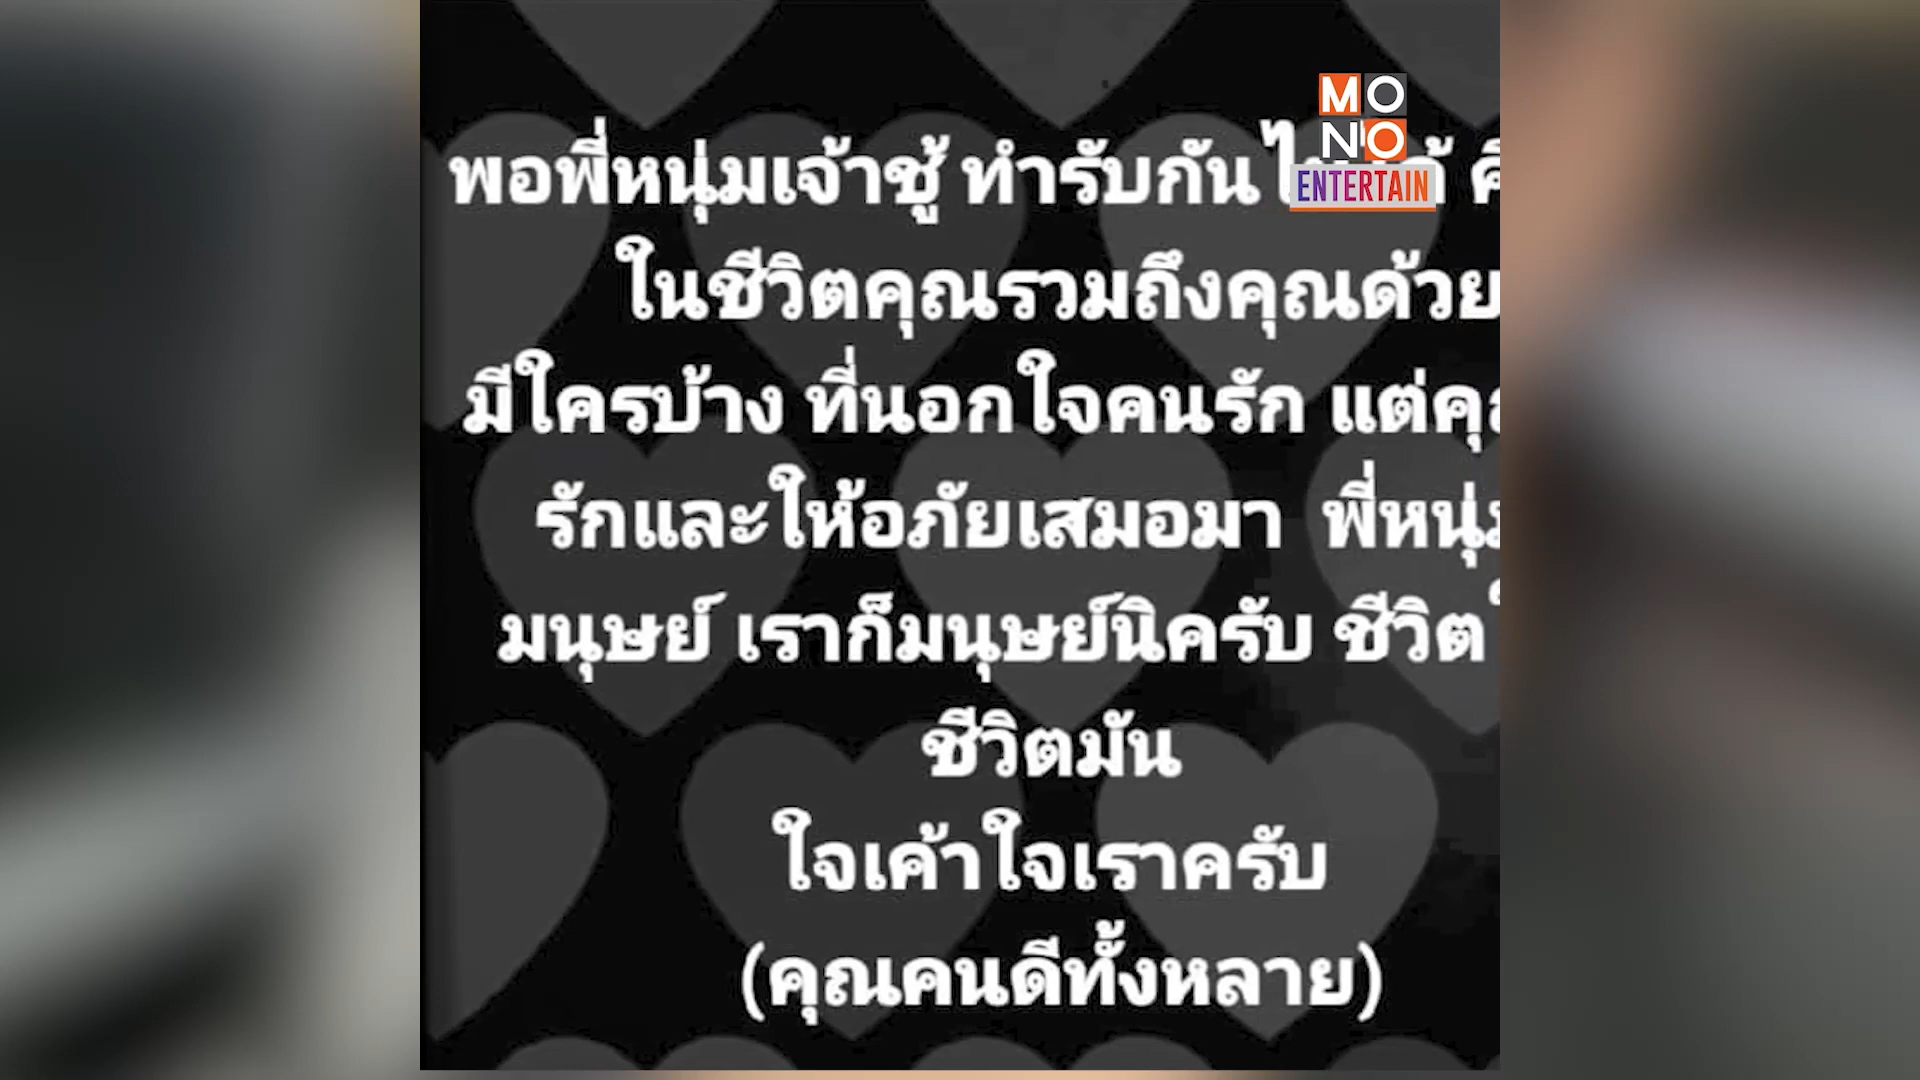 MONO
ENTERTAIN
พอพี่หนุ่มเจ้าชู้ ทำรับกัน
ในชีวิตคุณรวมถึงคุณด้วย
มีใครบ้าง ที่นอกใจคนรัก แต่
รักและให้อภัยเสมอมา พี่หนุ่ม
มนุษย์ เราก็มนุษย์นิครับ ชีวิต
ชีวิตมัน
ใจเค้าใจเราครับ
(คุณคนดีทั้งหลาย)